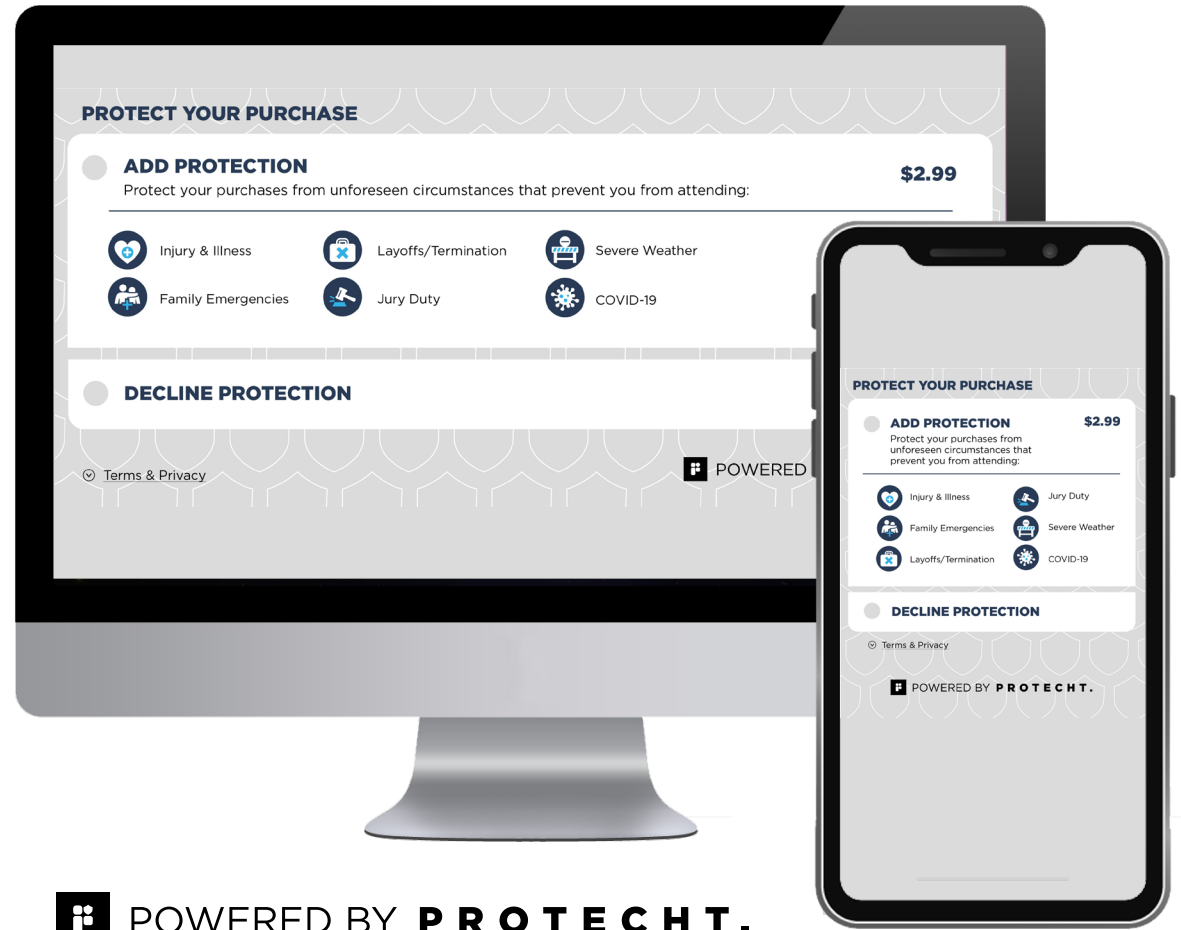 PROTECT YOUR PURCHASE
ADD PROTECTION
$2.99
Protect your purchases from unforeseen circumstances that prevent you from attending:
Injury & Illness
Layoffs/Termination
Severe Weather
Family Emergencies
Jury Duty
COVID-19
DECLINE PROTECTION
Terms & Privacy
POWERED
PROTECT YOUR PURCHASE
ADD PROTECTION
$2.99
Protect your purchases from
unforeseen circumstances that
prevent you from attending:
Injury & Illness
Jury Duty
Family Emergencies
Severe Weather
Layoffs/Termination
COVID-19
DECLINE PROTECTION
Terms & Privacy
POWERED BY PROTECHT.
POWERED BY PROTECHT.